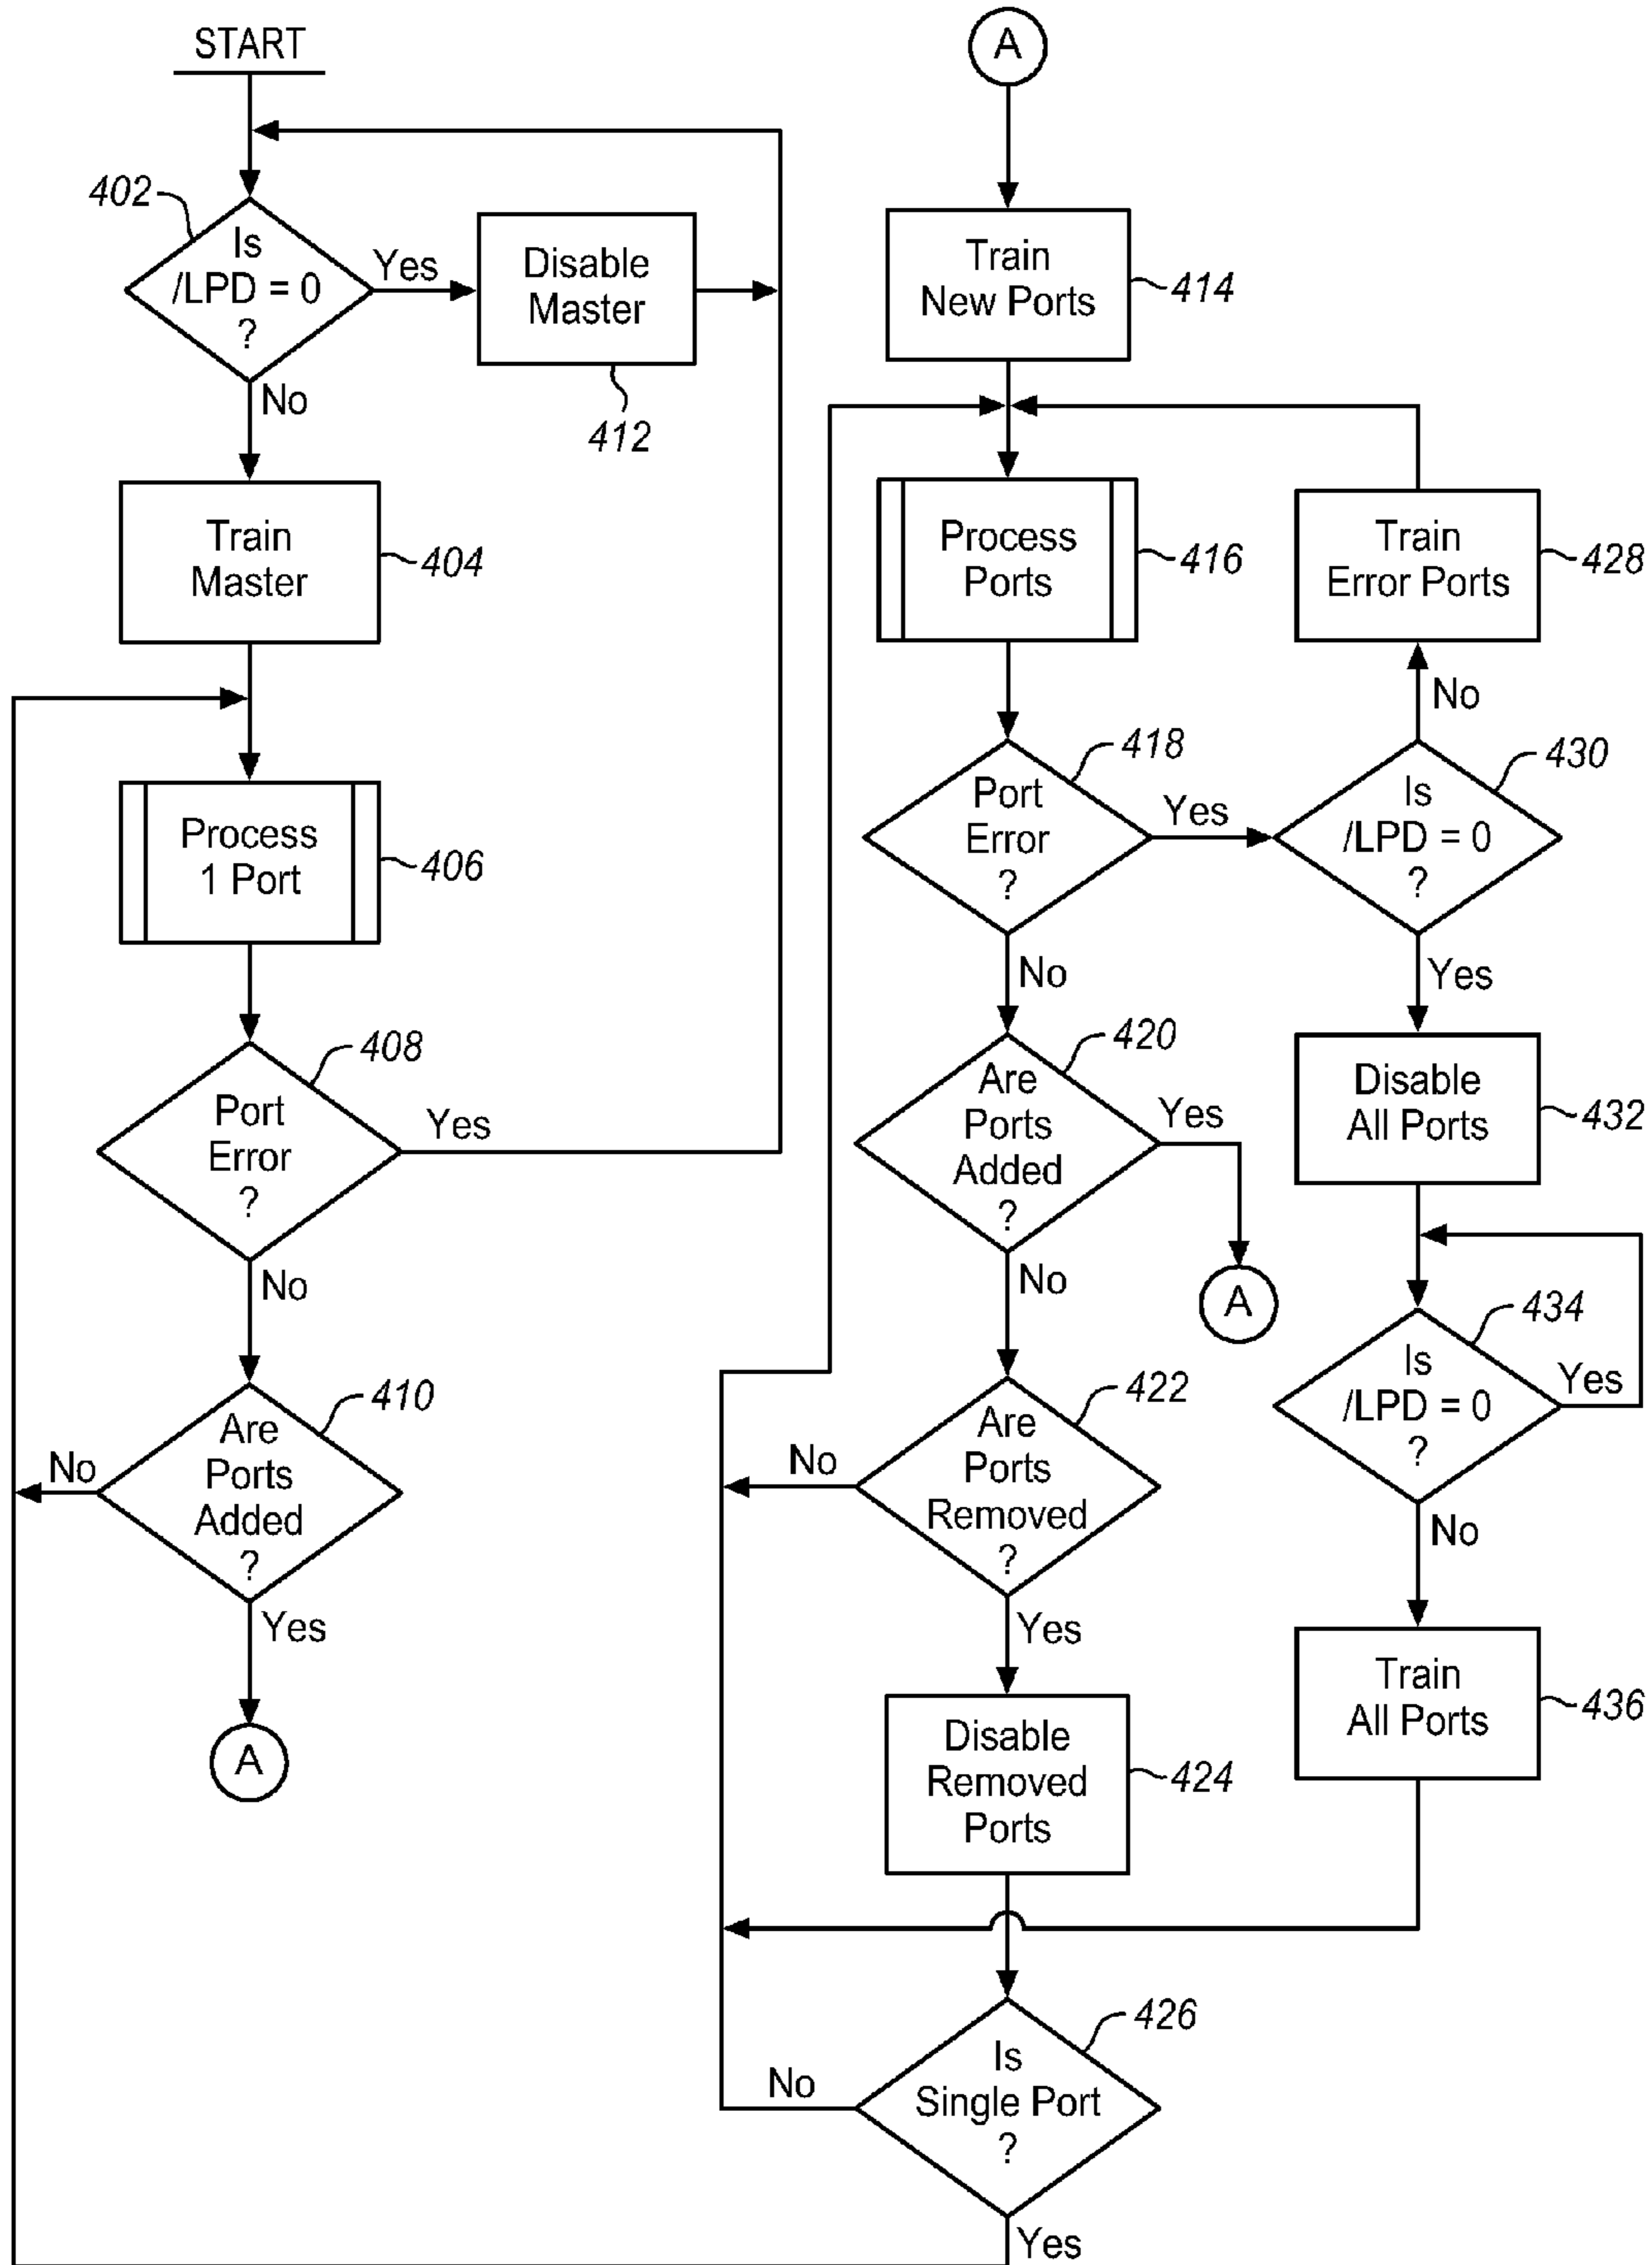 START
402
Is
/LPD = 0
?
Yes
No
Disable
Master
412
Train
Master
404
Process
1 Port
406
408
Port
Error
?
Yes
No
410
Are
Ports
Added
?
No
Yes
A
A
Train
New Ports
414
Process
Ports
416
Train
Error Ports
428
No
418
Port
Error
?
Yes
No
430
Is
/LPD = 0
?
Yes
420
Are
Ports
Added
?
Yes
No
A
Disable
All Ports
432
434
Is
/LPD = 0
?
Yes
No
422
Are
Ports
Removed
?
No
Yes
Train
All Ports
436
Disable
Removed
Ports
424
426
Is
Single Port
?
No
Yes